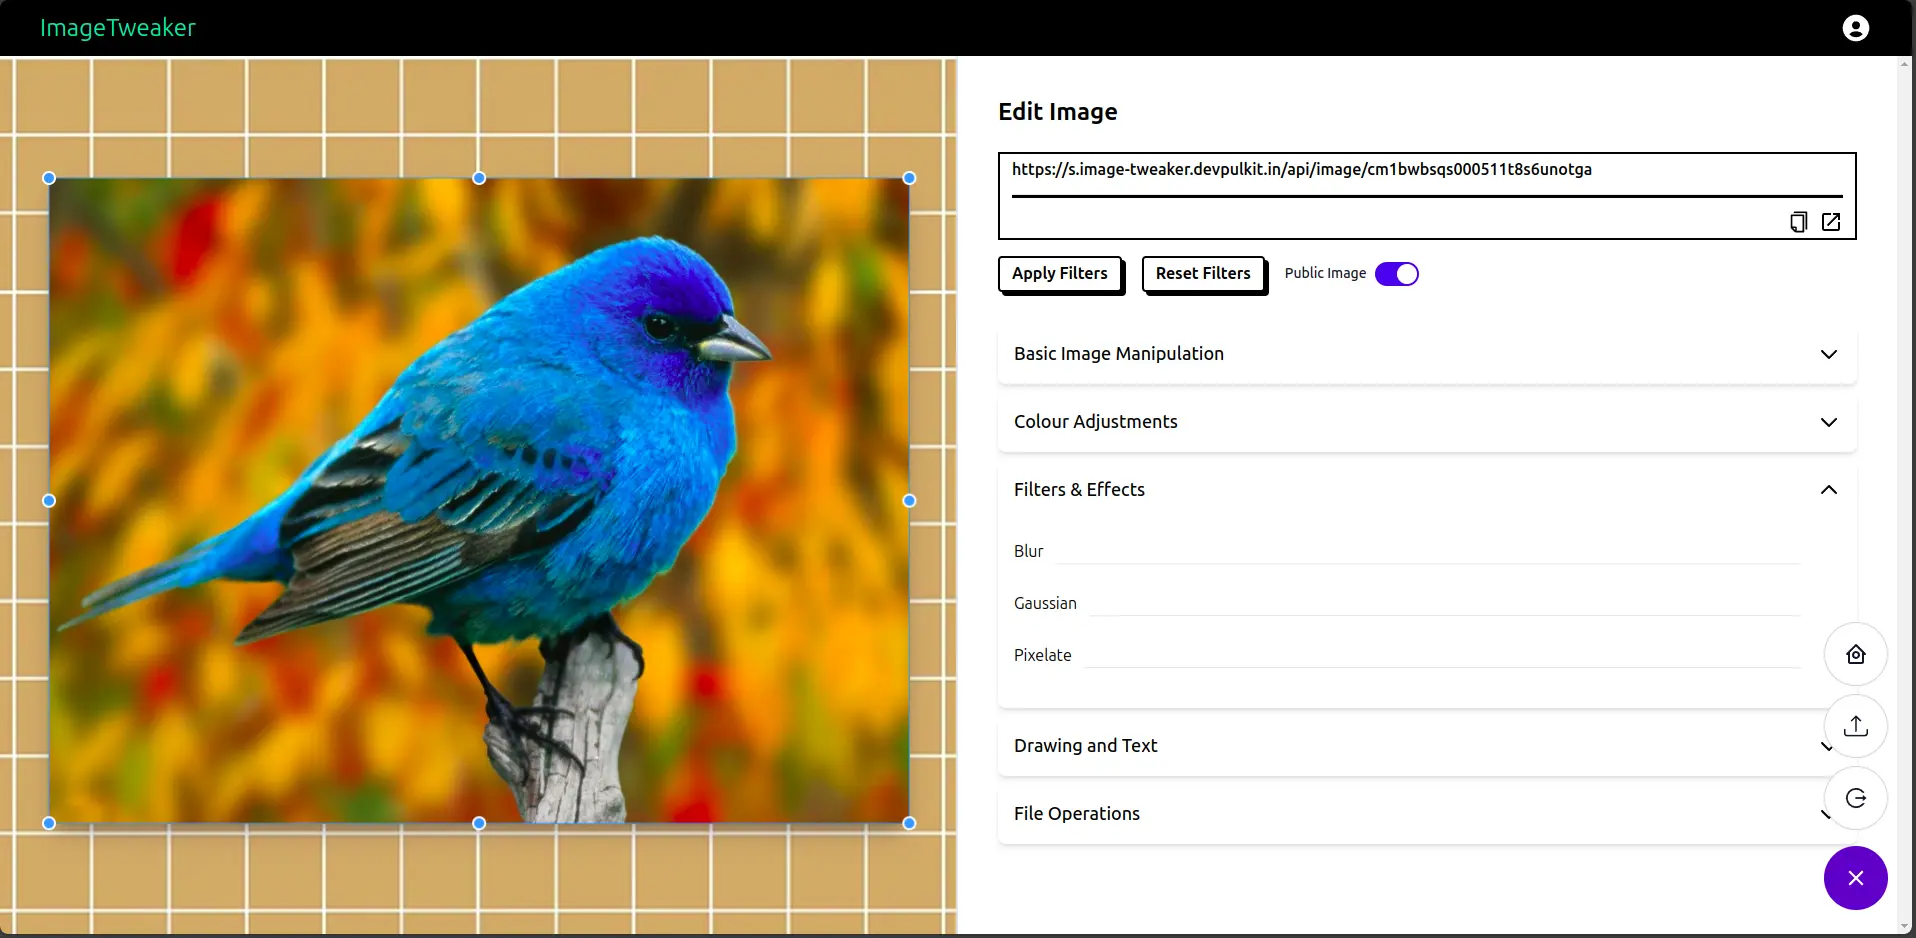 ImageTweaker
Edit Image
https://s.image-tweaker.devpulkit.in/api/image/cm1bwbsqs000511t8s6unotga
Apply Filters
Reset Filters
Public Image
Basic Image Manipulation
Colour Adjustments
Filters & Effects
Blur
Gaussian
Pixelate
Drawing and Text
File Operations